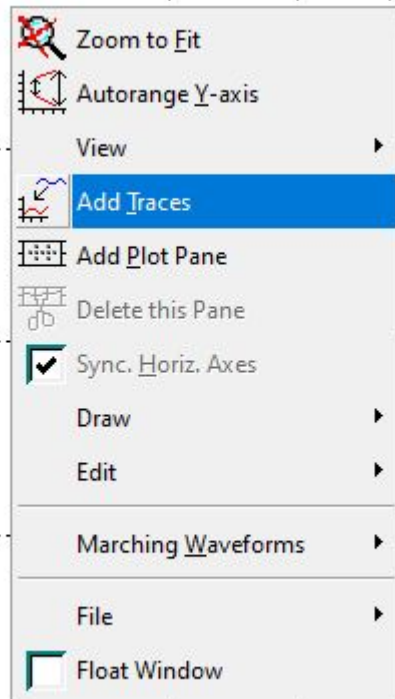 Zoom to Fit
Autorange Y-axis
View
Add Traces
Add Plot Pane
Delete this Pane
Sync. Horiz. Axes
Draw
Edit
Marching Waveforms
File
Float Window